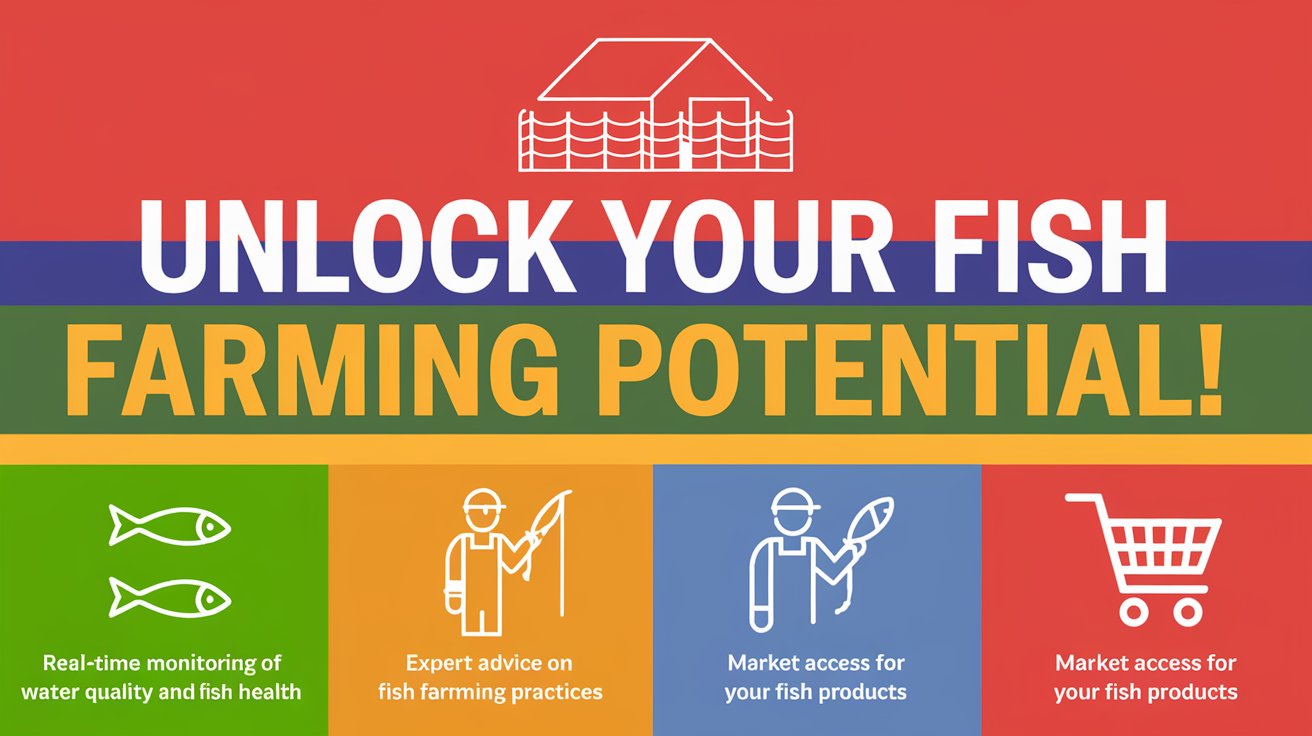 UNLOCK YOUR FISH
FARMING POTENTIAL!
Real-time monitoring of
water quality and fish health
Expert advice on
fish farmming practices
Market access for
your fish products
Market access for
your fish products